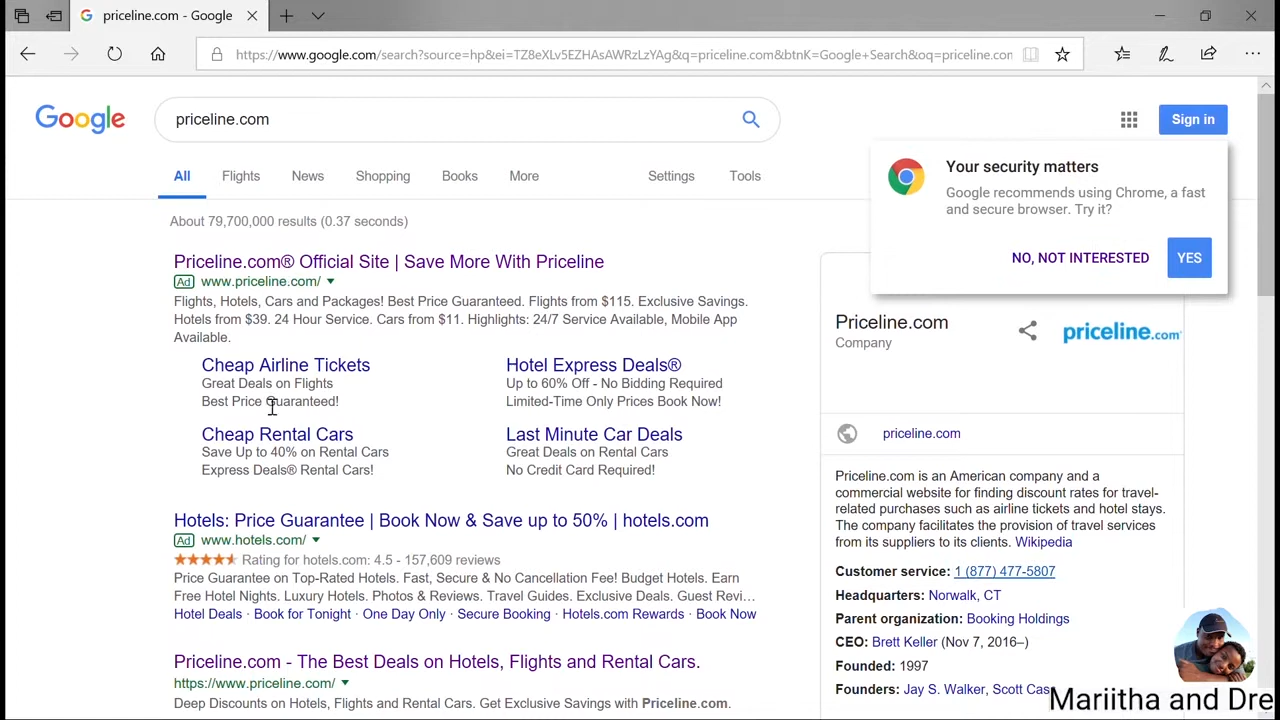 priceline.com - Google
https://www.google.com/search?source=hp&ei=TZ8eXLv5EZHAsAWRzLzYAg&q=priceline.com&btnK=Google+Search&oq=priceline.con
Google
priceline.com
Sign in
All Flights News Shopping Books More Settings Tools
Your security matters
Google recommends using Chrome, a fast
and secure browser. Try it?
NO, NOT INTERESTED YES
About 79,700,000 results (0.37 seconds)
Priceline.com® Official Site | Save More With Priceline
Ad www.priceline.com/
Flights, Hotels, Cars and Packages! Best Price Guaranteed. Flights from $115. Exclusive Savings.
Hotels from $39. 24 Hour Service. Cars from $11. Highlights: 24/7 Service Available, Mobile App
Available.
Cheap Airline Tickets
Great Deals on Flights
Best Price Guaranteed!
Hotel Express Deals®
Up to 60% Off - No Bidding Required
Limited-Time Only Prices Book Now!
Cheap Rental Cars
Save Up to 40% on Rental Cars
Express Deals® Rental Cars!
Last Minute Car Deals
Great Deals on Rental Cars
No Credit Card Required!
Hotels: Price Guarantee | Book Now & Save up to 50% | hotels.com
Ad www.hotels.com/
Rating for hotels.com: 4.5 - 157,609 reviews
Price Guarantee on Top-Rated Hotels. Fast, Secure & No Cancellation Fee! Budget Hotels. Earn
Free Hotel Nights. Luxury Hotels. Photos & Reviews. Travel Guides. Exclusive Deals. Guest Revi…
Hotel Deals · Book for Tonight · One Day Only · Secure Booking · Hotels.com Rewards · Book Now
Priceline.com - The Best Deals on Hotels, Flights and Rental Cars.
https://www.priceline.com/
Deep Discounts on Hotels, Flights and Rental Cars. Get Exclusive Savings with Priceline.com.
Priceline.com
Company
priceline.com
priceline.com
Priceline.com is an American company and a
commercial website for finding discount rates for travel-
related purchases such as airline tickets and hotel stays.
The company facilitates the provision of travel services
from its suppliers to its clients. Wikipedia
Customer service: 1 (877) 477-5807
Headquarters: Norwalk, CT
Parent organization: Booking Holdings
CEO: Brett Keller (Nov 7, 2016–)
Founded: 1997
Founders: Jay S. Walker, Scott Cas
Mariitha and Dre